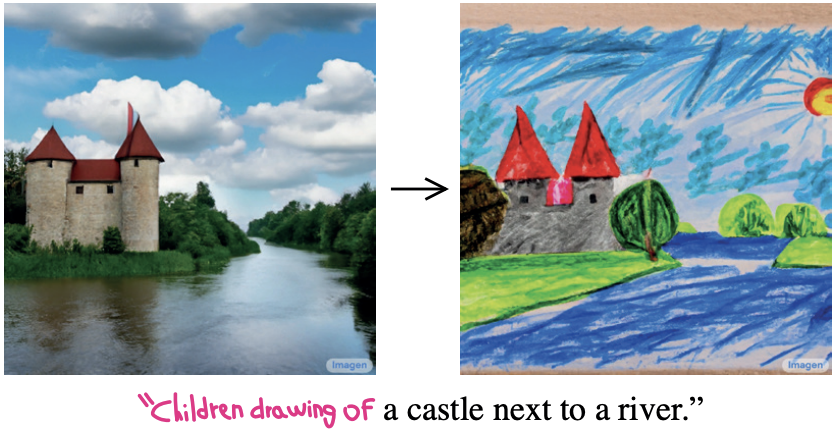 Imagen
Imagen
"Children drawing of a castle next to a river."